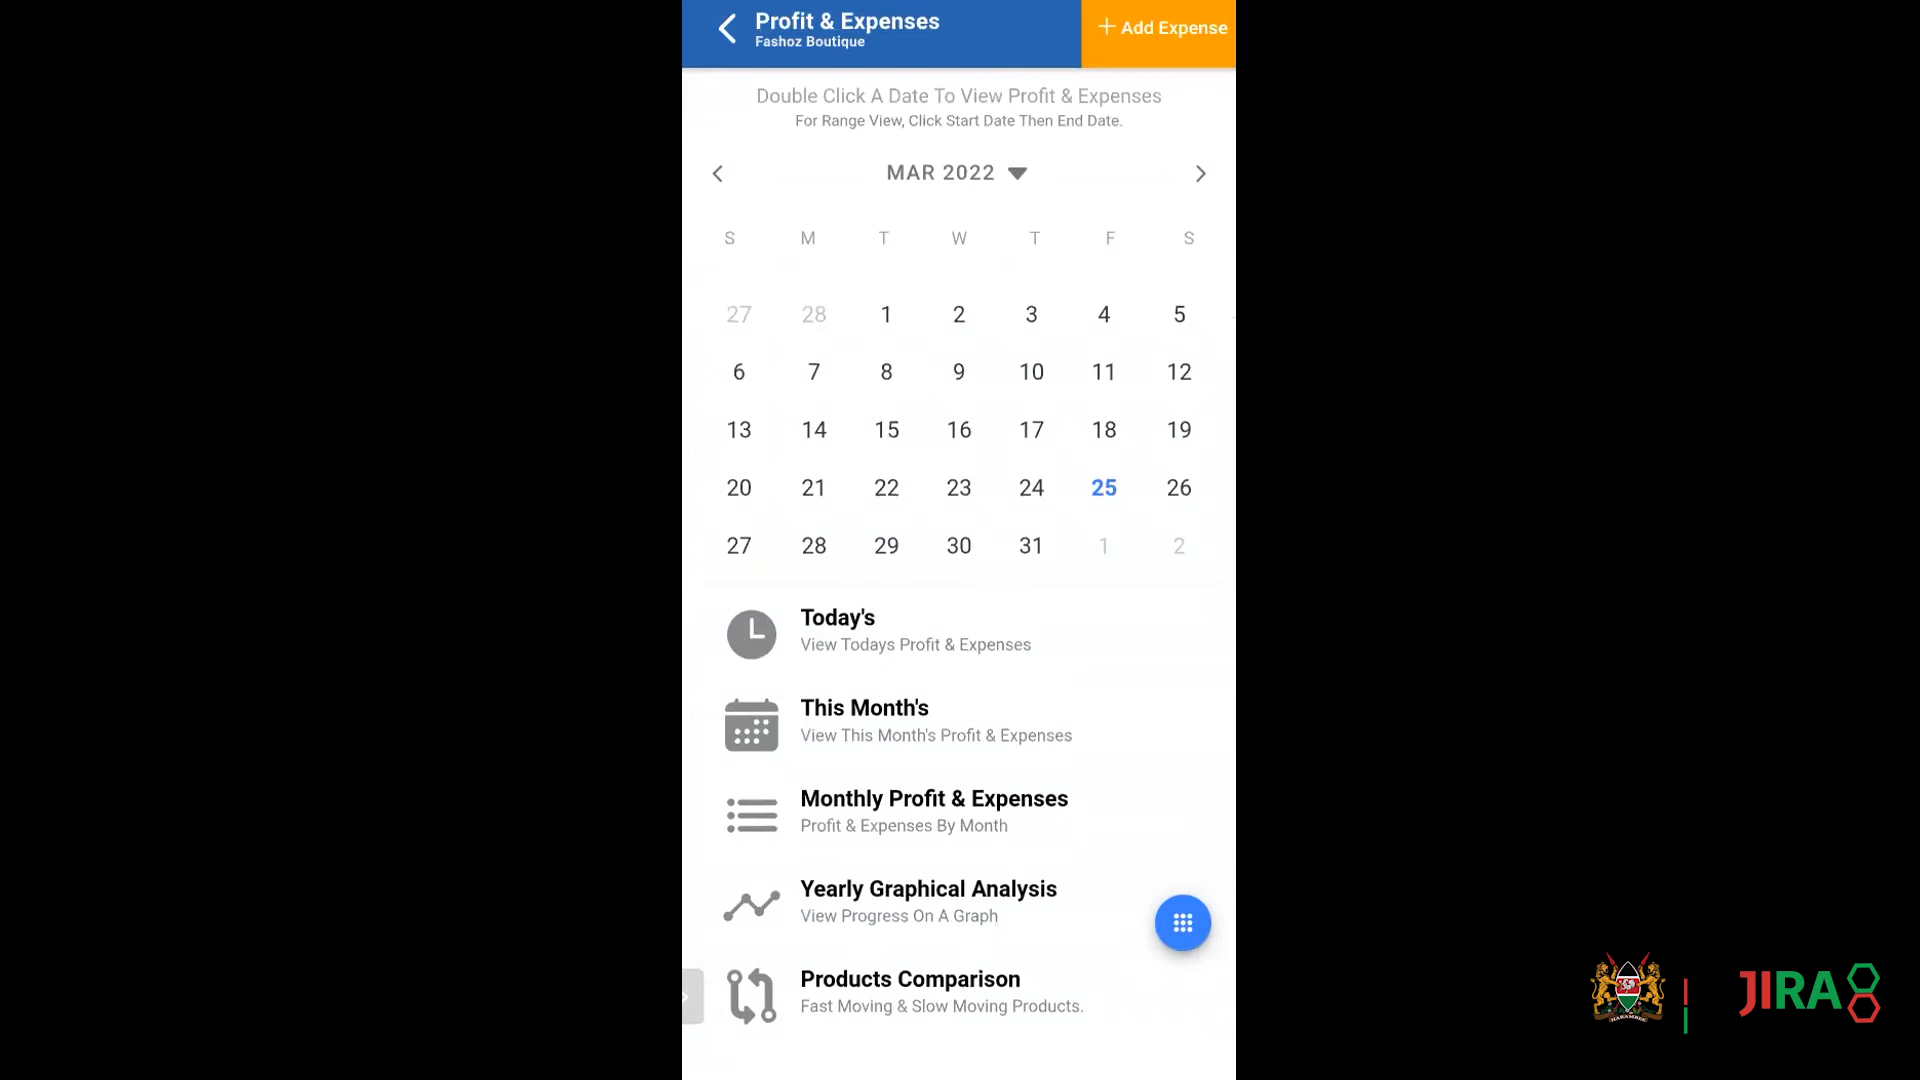 Profit & Expenses
Fashoz Boutique
+ Add Expense
Double Click A Date To View Profit & Expenses
For Range View, Click Start Date Then End Date.
MAR 2022
S M T W T F S
27 28 1 2 3 4 5
6 7 8 9 10 11 12
13 14 15 16 17 18 19
20 21 22 23 24 25 26
27 28 29 30 31 1 2
Today's
View Todays Profit & Expenses
This Month's
View This Month's Profit & Expenses
Monthly Profit & Expenses
Profit & Expenses By Month
Yearly Graphical Analysis
View Progress On A Graph
Products Comparison
Fast Moving & Slow Moving Products.
HARAMBEE
JIRA